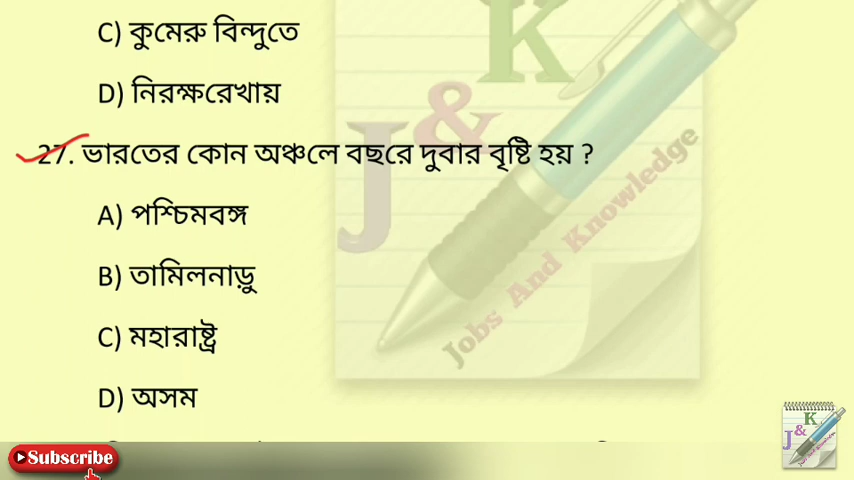 C) কুমেরু বিন্দুতে
D) নিরক্ষরেখায়
27. ভারতের কোন অঞ্চলে বছরে দুবার বৃষ্টি হয় ?
A) পশ্চিমবঙ্গ
B) তামিলনাড়ু
C) মহারাষ্ট্র
D) অসম
J & K
Jobs And Knowledge
Subscribe
J & K